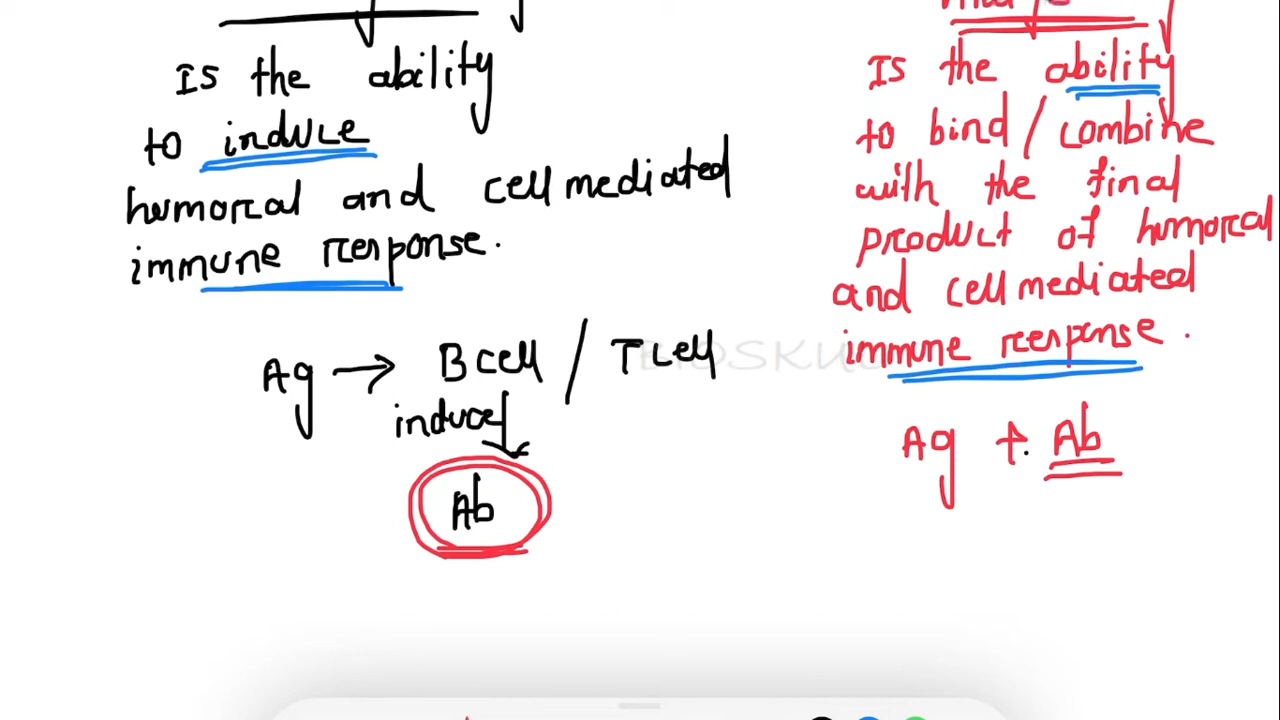 Is the ability
to induce
humoral and cell mediated
immune response.
Ag → B cell / T cell
induce
Ab
Is the ability
to bind / combine
with the final
product of humoral
and cell mediated
immune response.
Ag + Ab